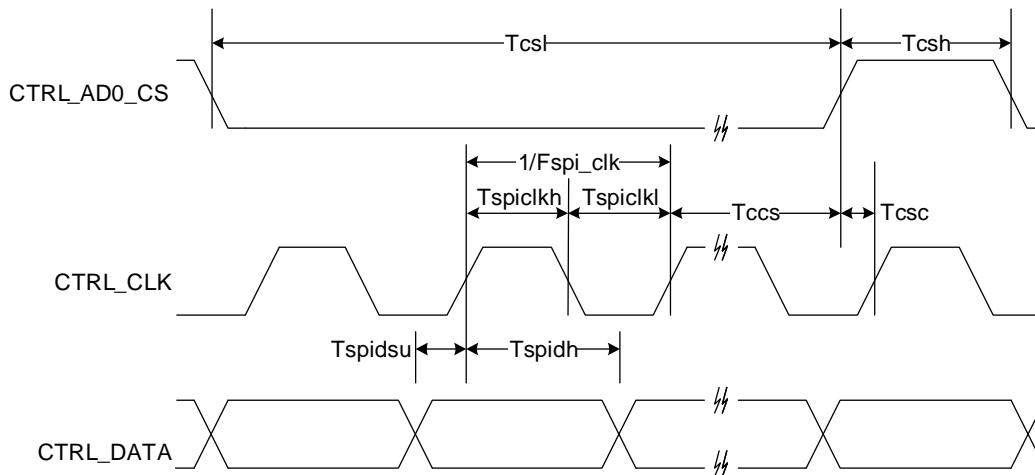 Tcsl
Tcsh
CTRL_AD0_CS
1/Fspi_clk
Tspiclkh
Tspiclkl
Tccs
Tcsc
CTRL_CLK
Tspidsu
Tspidh
CTRL_DATA